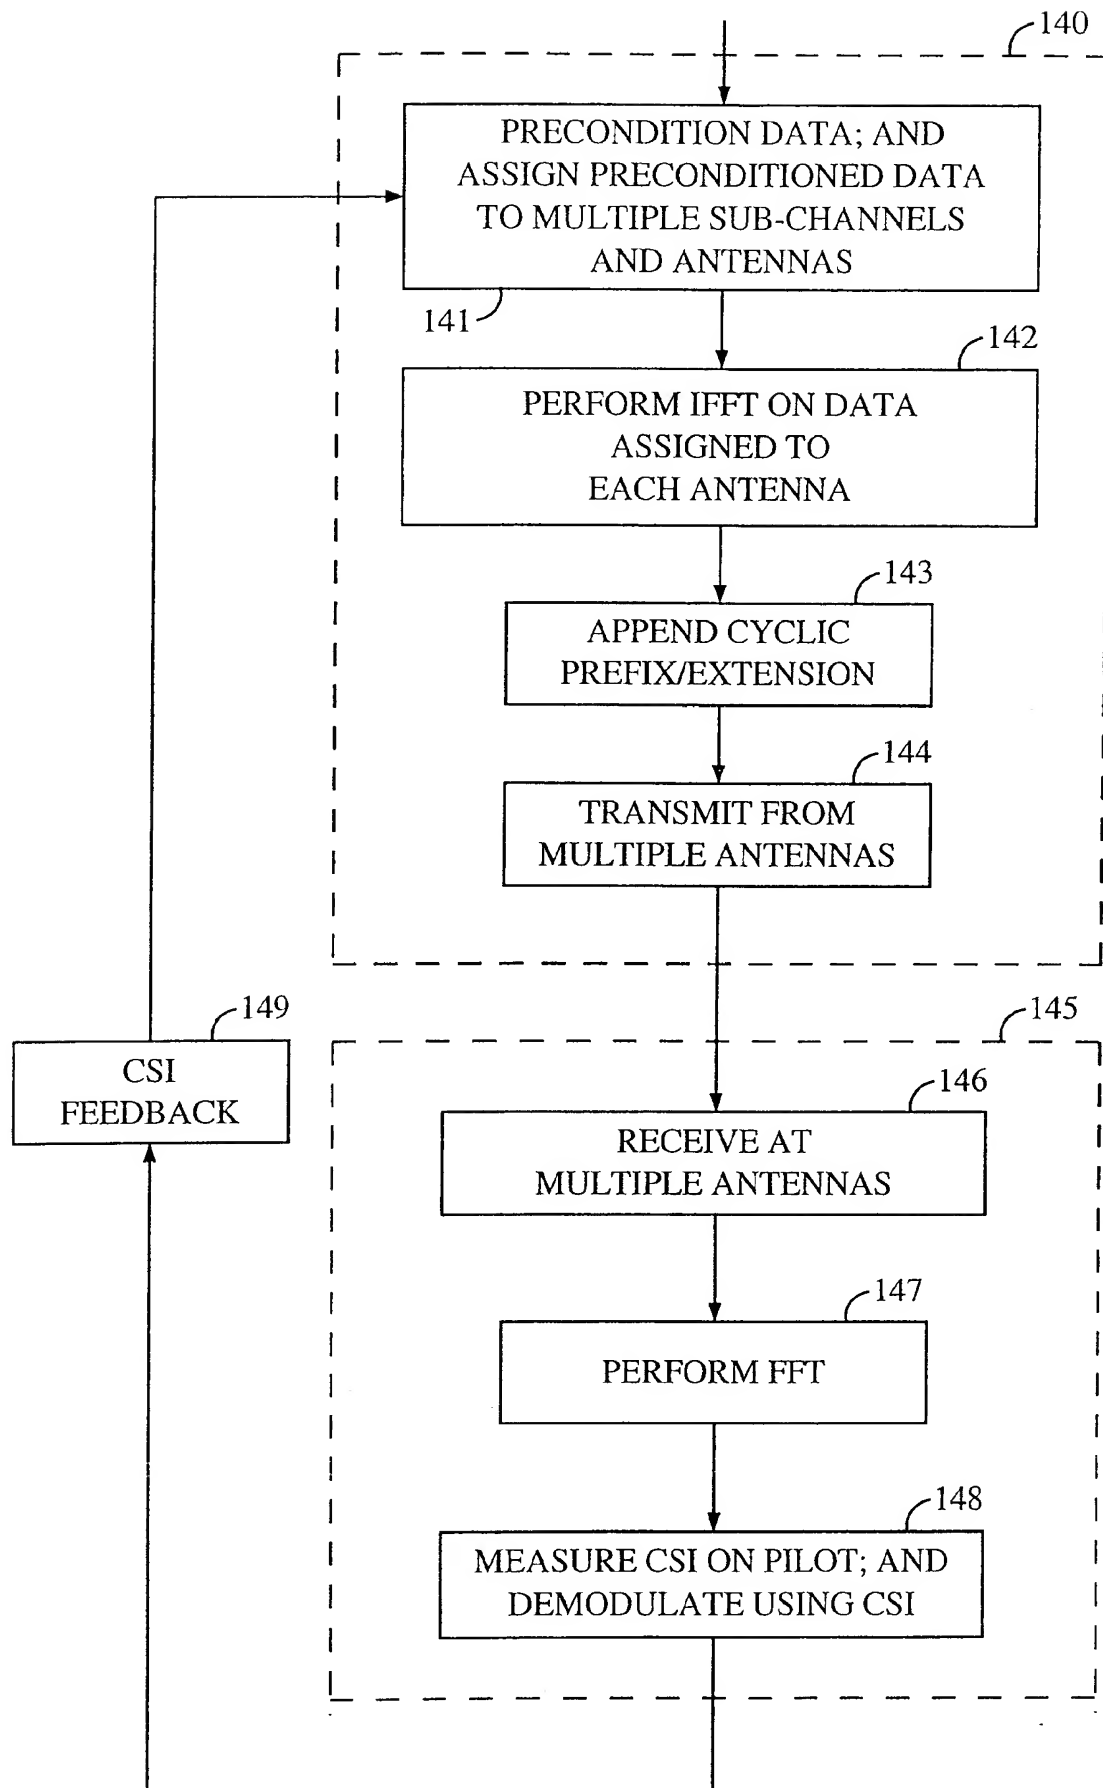 140
PRECONDITION DATA; AND
ASSIGN PRECONDITIONED DATA
TO MULTIPLE SUB-CHANNELS
AND ANTENNAS
141
142
PERFORM IFFT ON DATA
ASSIGNED TO
EACH ANTENNA
143
APPEND CYCLIC
PREFIX/EXTENSION
144
TRANSMIT FROM
MULTIPLE ANTENNAS
149
CSI
FEEDBACK
145
146
RECEIVE AT
MULTIPLE ANTENNAS
147
PERFORM FFT
148
MEASURE CSI ON PILOT; AND
DEMODULATE USING CSI